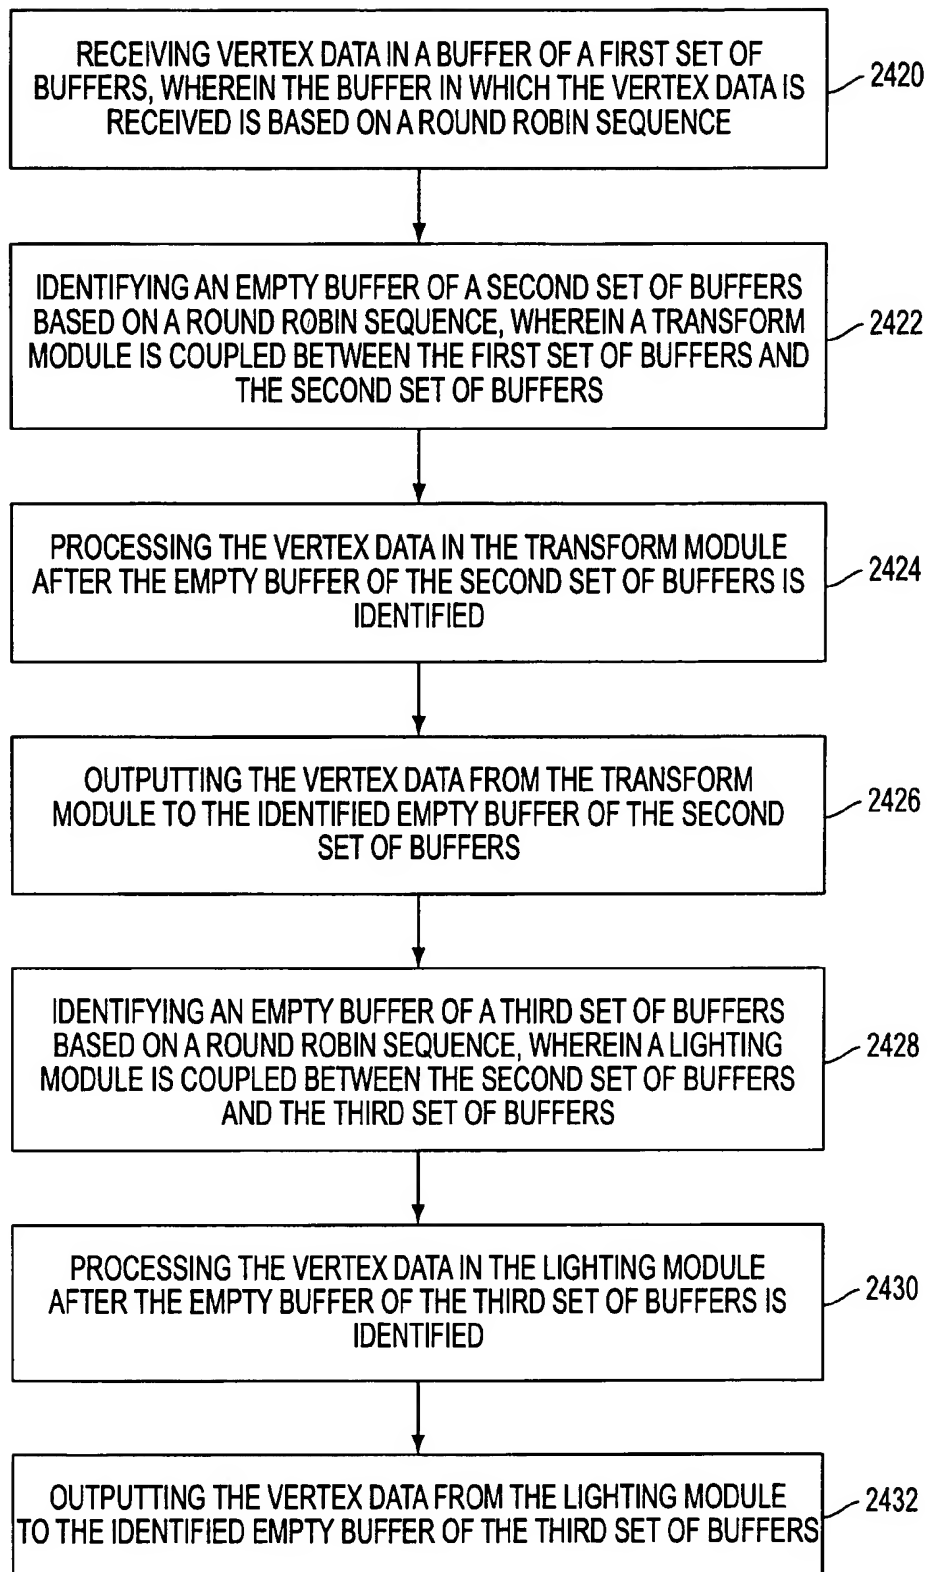 RECEIVING VERTEX DATA IN A BUFFER OF A FIRST SET OF
BUFFERS, WHEREIN THE BUFFER IN WHICH THE VERTEX DATA IS
RECEIVED IS BASED ON A ROUND ROBIN SEQUENCE
2420
IDENTIFYING AN EMPTY BUFFER OF A SECOND SET OF BUFFERS
BASED ON A ROUND ROBIN SEQUENCE, WHEREIN A TRANSFORM
MODULE IS COUPLED BETWEEN THE FIRST SET OF BUFFERS AND
THE SECOND SET OF BUFFERS
2422
PROCESSING THE VERTEX DATA IN THE TRANSFORM MODULE
AFTER THE EMPTY BUFFER OF THE SECOND SET OF BUFFERS IS
IDENTIFIED
2424
OUTPUTTING THE VERTEX DATA FROM THE TRANSFORM
MODULE TO THE IDENTIFIED EMPTY BUFFER OF THE SECOND
SET OF BUFFERS
2426
IDENTIFYING AN EMPTY BUFFER OF A THIRD SET OF BUFFERS
BASED ON A ROUND ROBIN SEQUENCE, WHEREIN A LIGHTING
MODULE IS COUPLED BETWEEN THE SECOND SET OF BUFFERS
AND THE THIRD SET OF BUFFERS
2428
PROCESSING THE VERTEX DATA IN THE LIGHTING MODULE
AFTER THE EMPTY BUFFER OF THE THIRD SET OF BUFFERS IS
IDENTIFIED
2430
OUTPUTTING THE VERTEX DATA FROM THE LIGHTING MODULE
TO THE IDENTIFIED EMPTY BUFFER OF THE THIRD SET OF BUFFERS
2432